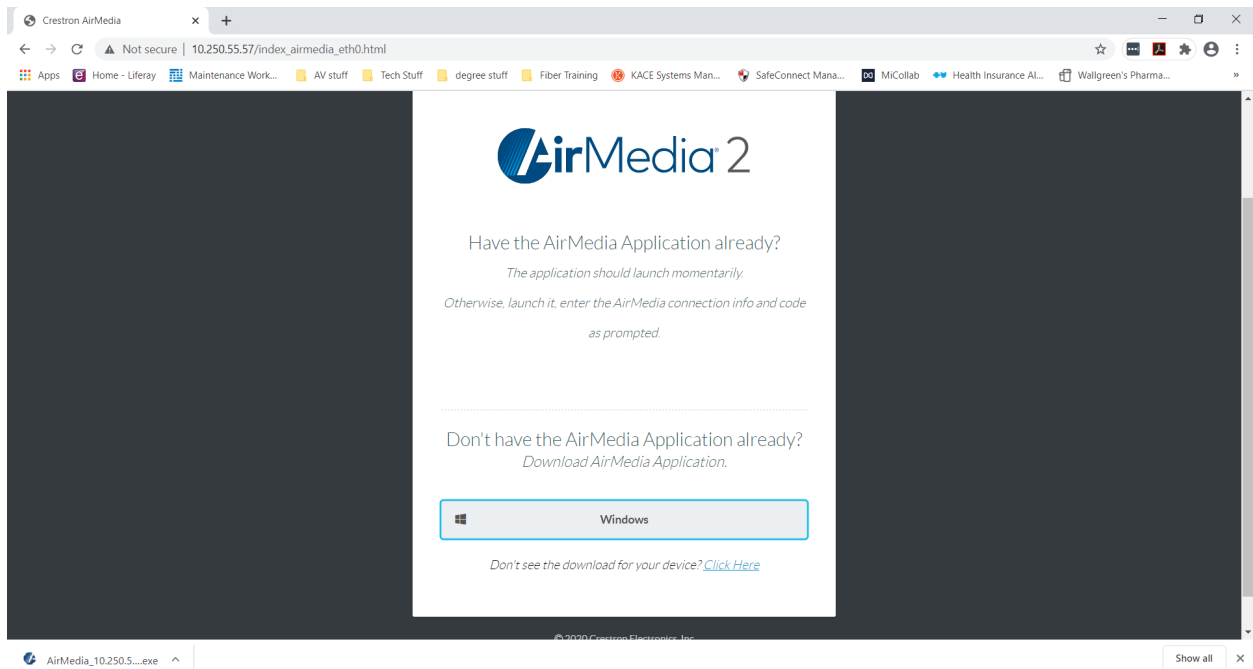 Crestron AirMedia
Not secure | 10.250.55.57/index_airmedia_eth0.html
Apps Home - Liferay Maintenance Work... AV stuff Tech Stuff degree stuff Fiber Training KACE Systems Man... SafeConnect Mana... MiCollab Health Insurance Al... Wallgreen's Pharma... »
AirMedia® 2
Have the AirMedia Application already?
The application should launch momentarily.
Otherwise, launch it, enter the AirMedia connection info and code
as prompted.
Don't have the AirMedia Application already?
Download AirMedia Application.
Windows
Don't see the download for your device? Click Here
© 2020 Crestron Electronics, Inc.
AirMedia_10.250.5....exe Show all